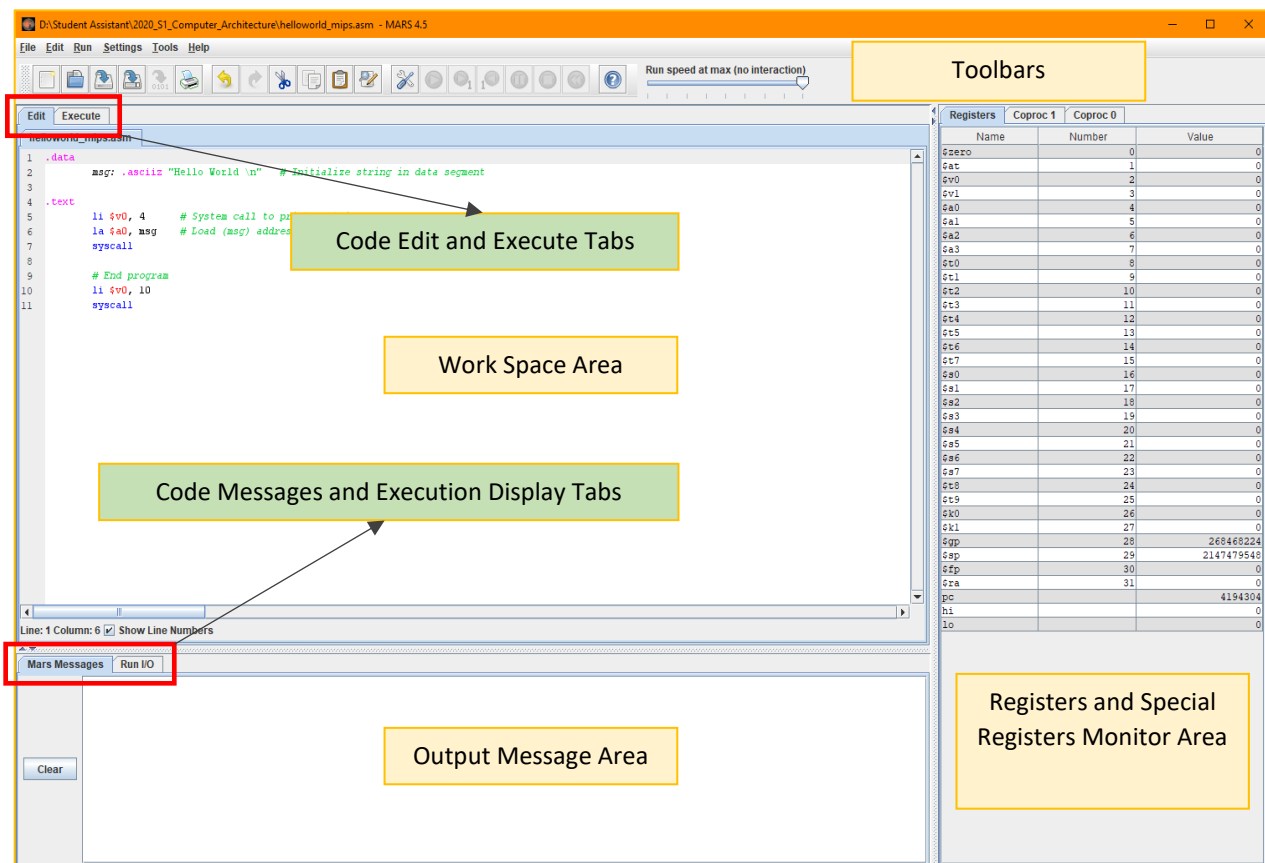 D:\Student Assistant\2020_S1_Computer_Architecture\helloworld_mips.asm - MARS 4.5
File Edit Run Settings Tools Help
Run speed at max (no interaction)
Toolbars
Edit Execute
helloworld_mips.asm
1 .data
2 msg: .asciiz "Hello World \n" # Initialize string in data segment
3
4 .text
5 li $v0, 4 # System call to pr
6 la $a0, msg # Load (msg) addres
7 syscall
8
9 # End program
10 li $v0, 10
11 syscall
Code Edit and Execute Tabs
Work Space Area
Code Messages and Execution Display Tabs
Line: 1 Column: 6 Show Line Numbers
Mars Messages Run I/O
Clear
Output Message Area
Registers Coproc 1 Coproc 0
Name Number Value
$zero 0 0
$at 1 0
$v0 2 0
$v1 3 0
$a0 4 0
$a1 5 0
$a2 6 0
$a3 7 0
$t0 8 0
$t1 9 0
$t2 10 0
$t3 11 0
$t4 12 0
$t5 13 0
$t6 14 0
$t7 15 0
$s0 16 0
$s1 17 0
$s2 18 0
$s3 19 0
$s4 20 0
$s5 21 0
$s6 22 0
$s7 23 0
$t8 24 0
$t9 25 0
$k0 26 0
$k1 27 0
$gp 28 268468224
$sp 29 2147479548
$fp 30 0
$ra 31 0
pc 4194304
hi 0
lo 0
Registers and Special
Registers Monitor Area